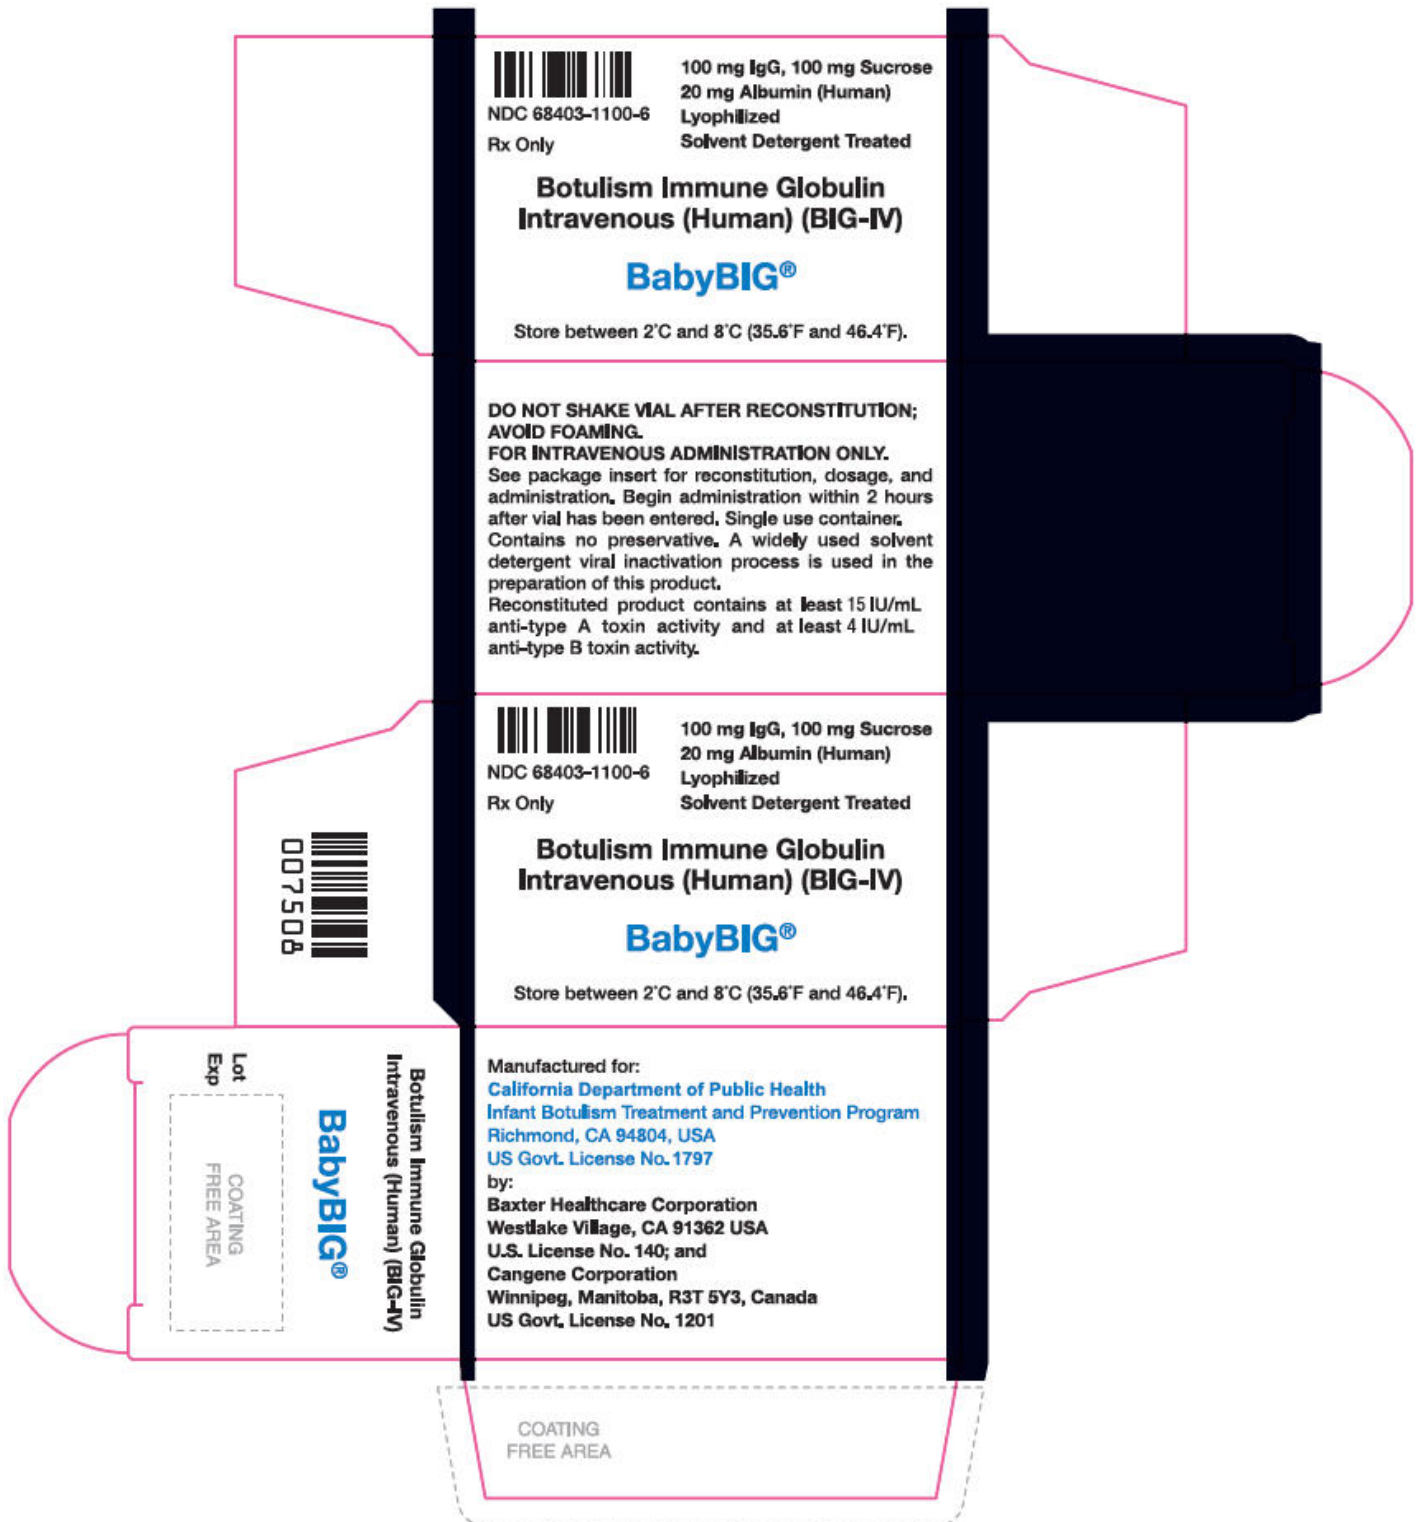 NDC 68403-1100-6
Rx Only
100 mg IgG, 100 mg Sucrose
20 mg Albumin (Human)
Lyophilized
Solvent Detergent Treated
Botulism Immune Globulin
Intravenous (Human) (BIG-IV)
BabyBIG®
Store between 2°C and 8°C (35.6°F and 46.4°F).
DO NOT SHAKE VIAL AFTER RECONSTITUTION;
AVOID FOAMING.
FOR INTRAVENOUS ADMINISTRATION ONLY.
See package insert for reconstitution, dosage, and
administration. Begin administration within 2 hours
after vial has been entered. Single use container.
Contains no preservative. A widely used solvent
detergent viral inactivation process is used in the
preparation of this product.
Reconstituted product contains at least 15 IU/mL
anti-type A toxin activity and at least 4 IU/mL
anti-type B toxin activity.
NDC 68403-1100-6
Rx Only
100 mg IgG, 100 mg Sucrose
20 mg Albumin (Human)
Lyophilized
Solvent Detergent Treated
Botulism Immune Globulin
Intravenous (Human) (BIG-IV)
BabyBIG®
Store between 2°C and 8°C (35.6°F and 46.4°F).
007508
Botulism Immune Globulin
Intravenous (Human) (BIG-IV)
BabyBIG®
Lot
Exp
COATING
FREE AREA
Manufactured for:
California Department of Public Health
Infant Botulism Treatment and Prevention Program
Richmond, CA 94804, USA
US Govt. License No. 1797
by:
Baxter Healthcare Corporation
Westlake Village, CA 91362 USA
U.S. License No. 140; and
Cangene Corporation
Winnipeg, Manitoba, R3T 5Y3, Canada
US Govt. License No. 1201
COATING
FREE AREA